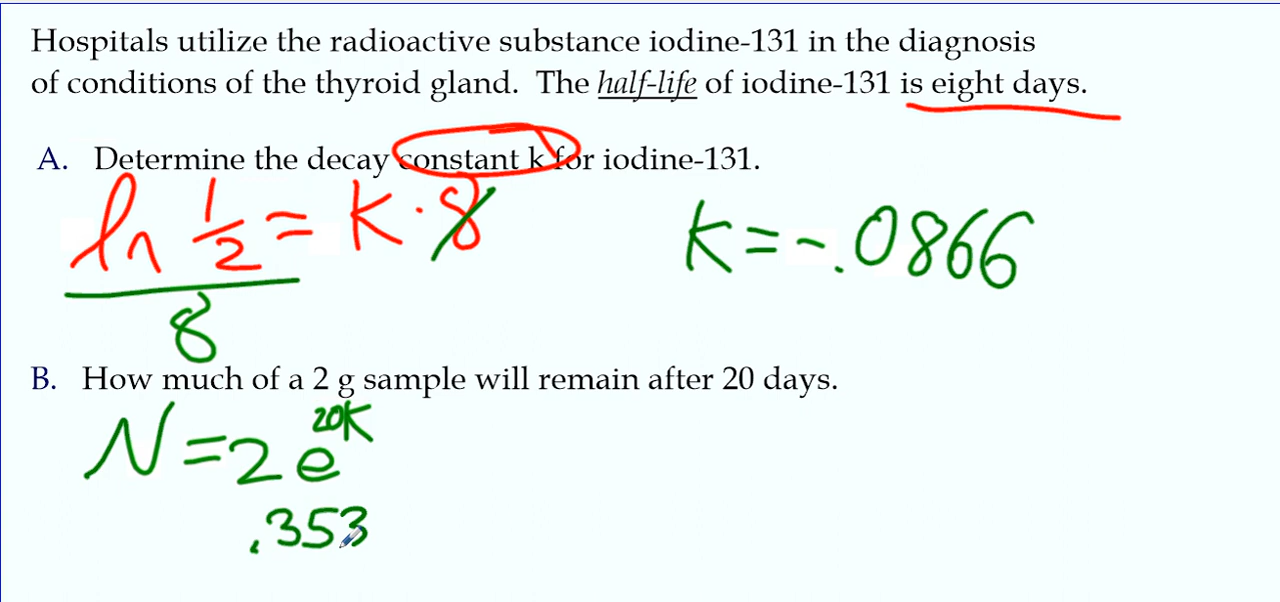 Hospitals utilize the radioactive substance iodine-131 in the diagnosis
of conditions of the thyroid gland. The half-life of iodine-131 is eight days.
A. Determine the decay constant k for iodine-131.
ln 1/2 = K · 8
8
K = -.0866
B. How much of a 2 g sample will remain after 20 days.
N = 2 e^20K
.353